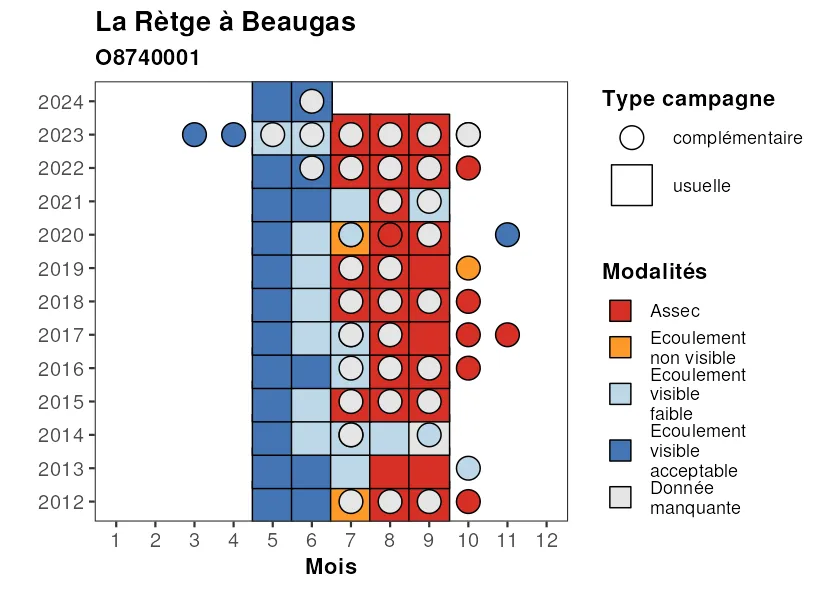 La Rètge à Beaugas
O8740001
2024
2023
2022
2021
2020
2019
2018
2017
2016
2015
2014
2013
2012
1 2 3 4 5 6 7 8 9 10 11 12
Mois
Type campagne
complémentaire
usuelle
Modalités
Assec
Ecoulement
non visible
Ecoulement
visible
faible
Ecoulement
visible
acceptable
Donnée
manquante